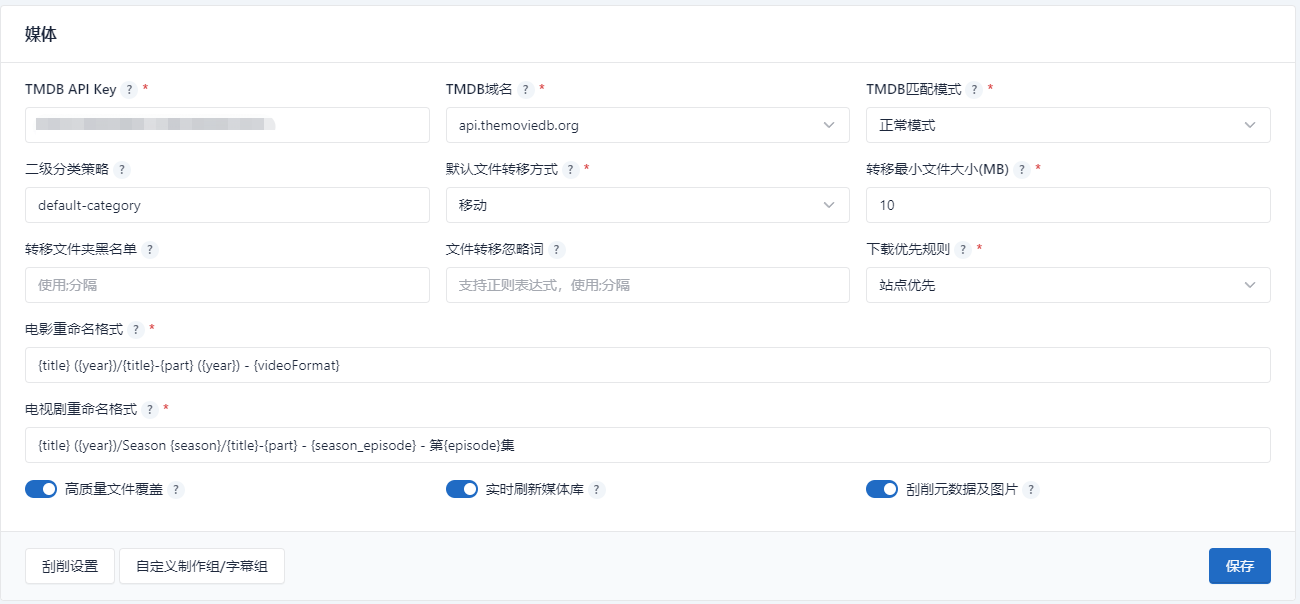 媒体
TMDB API Key ? *
TMDB域名 ? *
TMDB匹配模式 ? *
api.themoviedb.org
正常模式
二级分类策略 ?
默认文件转移方式 ? *
转移最小文件大小(MB) ? *
default-category
移动
10
转移文件夹黑名单 ?
文件转移忽略词 ?
下载优先规则 ? *
使用;分隔
支持正则表达式，使用;分隔
站点优先
电影重命名格式 ? *
{title} ({year})/{title}-{part} ({year}) - {videoFormat}
电视剧重命名格式 ? *
{title} ({year})/Season {season}/{title}-{part} - {season_episode} - 第{episode}集
高质量文件覆盖 ?
实时刷新媒体库 ?
刮削元数据及图片 ?
刮削设置
自定义制作组/字幕组
保存